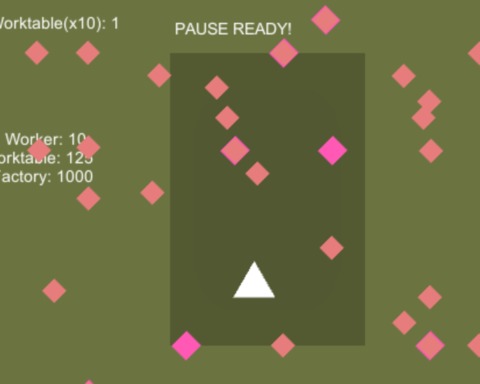 Worktable(x10): 1
PAUSE READY!
Worker: 10
Worktable: 125
Factory: 1000